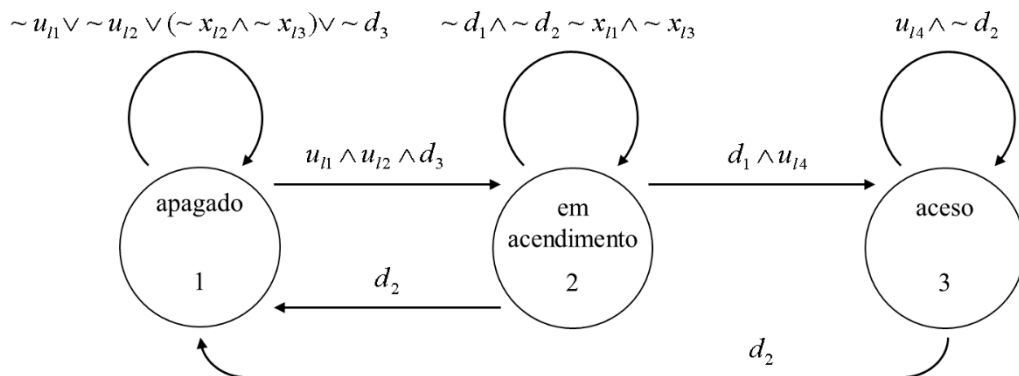 ~ u_{l1} ∨ ~ u_{l2} ∨ (~ x_{l2} ∧ ~ x_{l3}) ∨ ~ d_3
~ d_1 ∧ ~ d_2 ~ x_{l1} ∧ ~ x_{l3}
u_{l4} ∧ ~ d_2
u_{l1} ∧ u_{l2} ∧ d_3
d_1 ∧ u_{l4}
apagado
1
em
acendimento
2
aceso
3
d_2
d_2